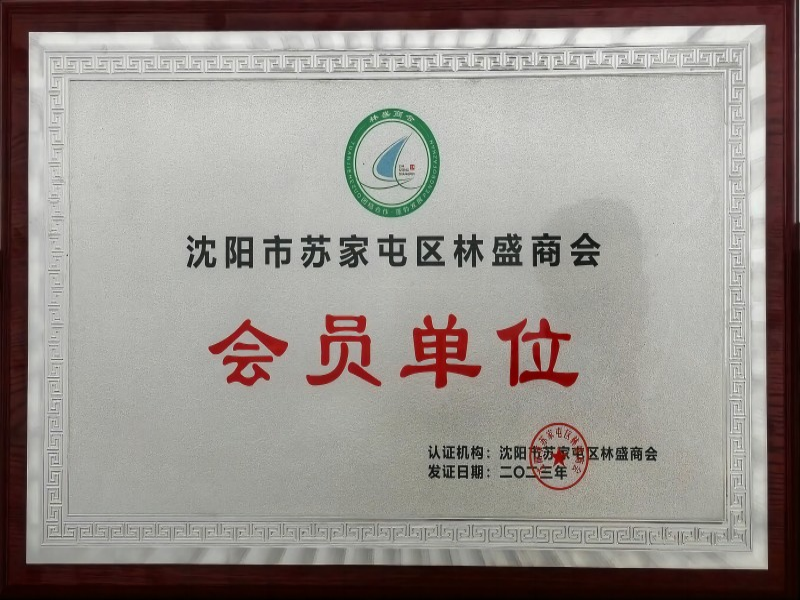 林盛商会
沈阳市苏家屯区林盛商会
会员单位
认证机构：沈阳市苏家屯区林盛商会
发证日期：二〇二三年